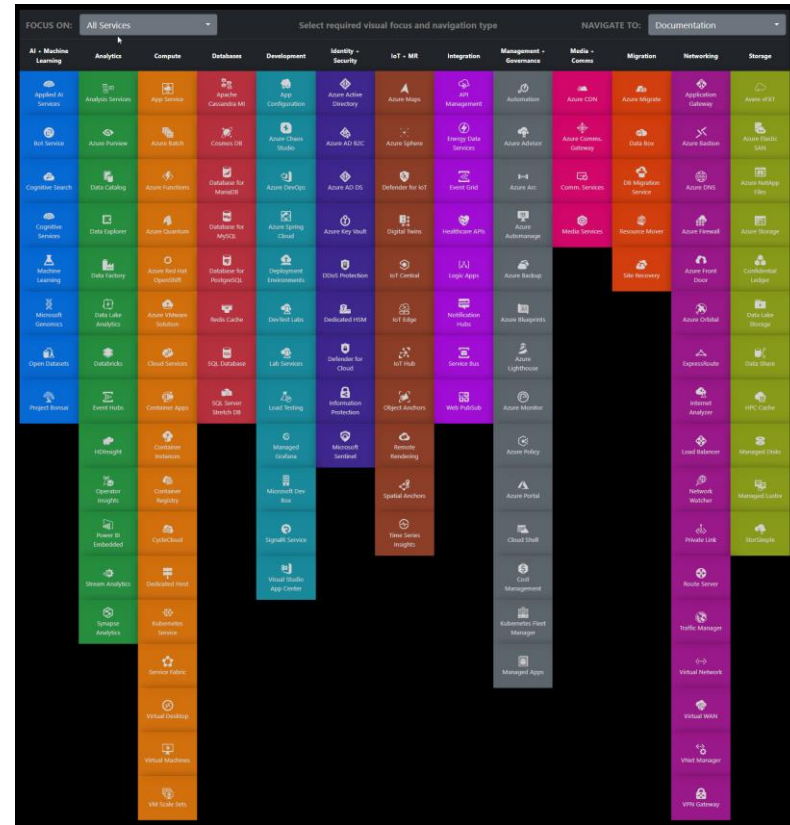 FOCUS ON:
All Services
Select required visual focus and navigation type
NAVIGATE TO:
Documentation
AI + Machine
Learning
Analytics
Compute
Databases
Development
Identity +
Security
IoT + MR
Integration
Management +
Governance
Media +
Comms
Migration
Networking
Storage
Applied AI
Services
Bot Service
Cognitive Search
Cognitive
Services
Machine
Learning
Microsoft
Genomics
Open Datasets
Project Bonsai
Analysis Services
Azure Purview
Data Catalog
Data Explorer
Data Factory
Data Lake
Analytics
Databricks
Event Hubs
HDInsight
Operator
Insights
Power BI
Embedded
Stream Analytics
Synapse
Analytics
App Service
Azure Batch
Azure Functions
Azure Quantum
Azure Red Hat
OpenShift
Azure VMware
Solution
Cloud Services
Container Apps
Container
Instances
Container
Registry
CycleCloud
Dedicated Host
Kubernetes
Service
Service Fabric
Virtual Desktop
Virtual Machines
VM Scale Sets
Apache
Cassandra MI
Cosmos DB
Database for
MariaDB
Database for
MySQL
Database for
PostgreSQL
Redis Cache
SQL Database
SQL Server
Stretch DB
App
Configuration
Azure Chaos
Studio
Azure DevOps
Azure Spring
Cloud
Deployment
Environments
DevTest Labs
Lab Services
Load Testing
Managed
Grafana
Microsoft Dev
Box
SignalR Service
Visual Studio
App Center
Azure Active
Directory
Azure AD B2C
Azure AD DS
Azure Key Vault
DDoS Protection
Dedicated HSM
Defender for
Cloud
Information
Protection
Microsoft
Sentinel
Azure Maps
Azure Sphere
Defender for IoT
Digital Twins
IoT Central
IoT Edge
IoT Hub
Object Anchors
Remote
Rendering
Spatial Anchors
Time Series
Insights
API
Management
Energy Data
Services
Event Grid
Healthcare APIs
Logic Apps
Notification
Hubs
Service Bus
Web PubSub
Automation
Azure Advisor
Azure Arc
Azure
Automanage
Azure Backup
Azure Blueprints
Azure
Lighthouse
Azure Monitor
Azure Policy
Azure Portal
Cloud Shell
Cost
Management
Kubernetes Fleet
Manager
Managed Apps
Azure CDN
Azure Comms.
Gateway
Comm. Services
Media Services
Azure Migrate
Data Box
DB Migration
Service
Resource Mover
Site Recovery
Application
Gateway
Azure Bastion
Azure DNS
Azure Firewall
Azure Front
Door
Azure Orbital
ExpressRoute
Internet
Analyzer
Load Balancer
Network
Watcher
Private Link
Route Server
Traffic Manager
Virtual Network
Virtual WAN
VNet Manager
VPN Gateway
Avere vFXT
Azure Elastic
SAN
Azure NetApp
Files
Azure Storage
Confidential
Ledger
Data Lake
Storage
Data Share
HPC Cache
Managed Disks
Managed Lustre
StorSimple